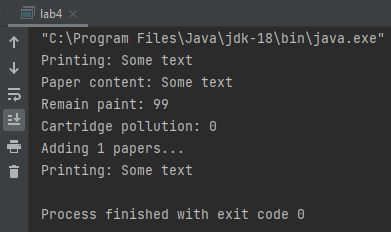 lab4
"C:\Program Files\Java\jdk-18\bin\java.exe"
Printing: Some text
Paper content: Some text
Remain paint: 99
Cartridge pollution: 0
Adding 1 papers...
Printing: Some text
Process finished with exit code 0